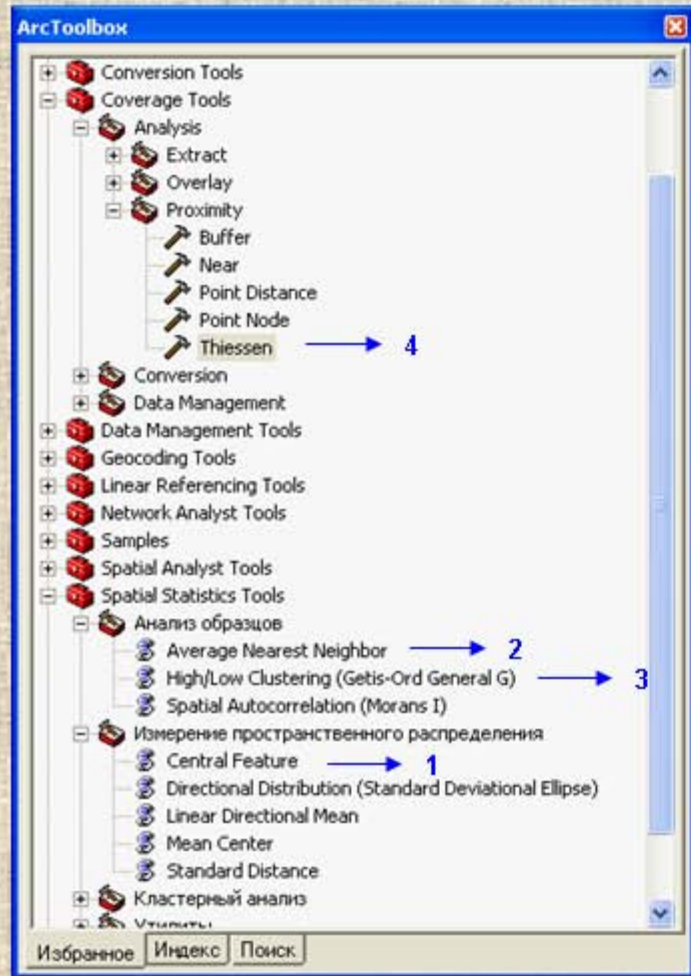 ArcToolbox
Conversion Tools
Coverage Tools
Analysis
Extract
Overlay
Proximity
Buffer
Near
Point Distance
Point Node
Thiessen 4
Conversion
Data Management
Data Management Tools
Geocoding Tools
Linear Referencing Tools
Network Analyst Tools
Samples
Spatial Analyst Tools
Spatial Statistics Tools
Анализ образцов
Average Nearest Neighbor 2
High/Low Clustering (Getis-Ord General G) 3
Spatial Autocorrelation (Morans I)
Измерение пространственного распределения
Central Feature 1
Directional Distribution (Standard Deviational Ellipse)
Linear Directional Mean
Mean Center
Standard Distance
Кластерный анализ
Утилиты
Избранное Индекс Поиск